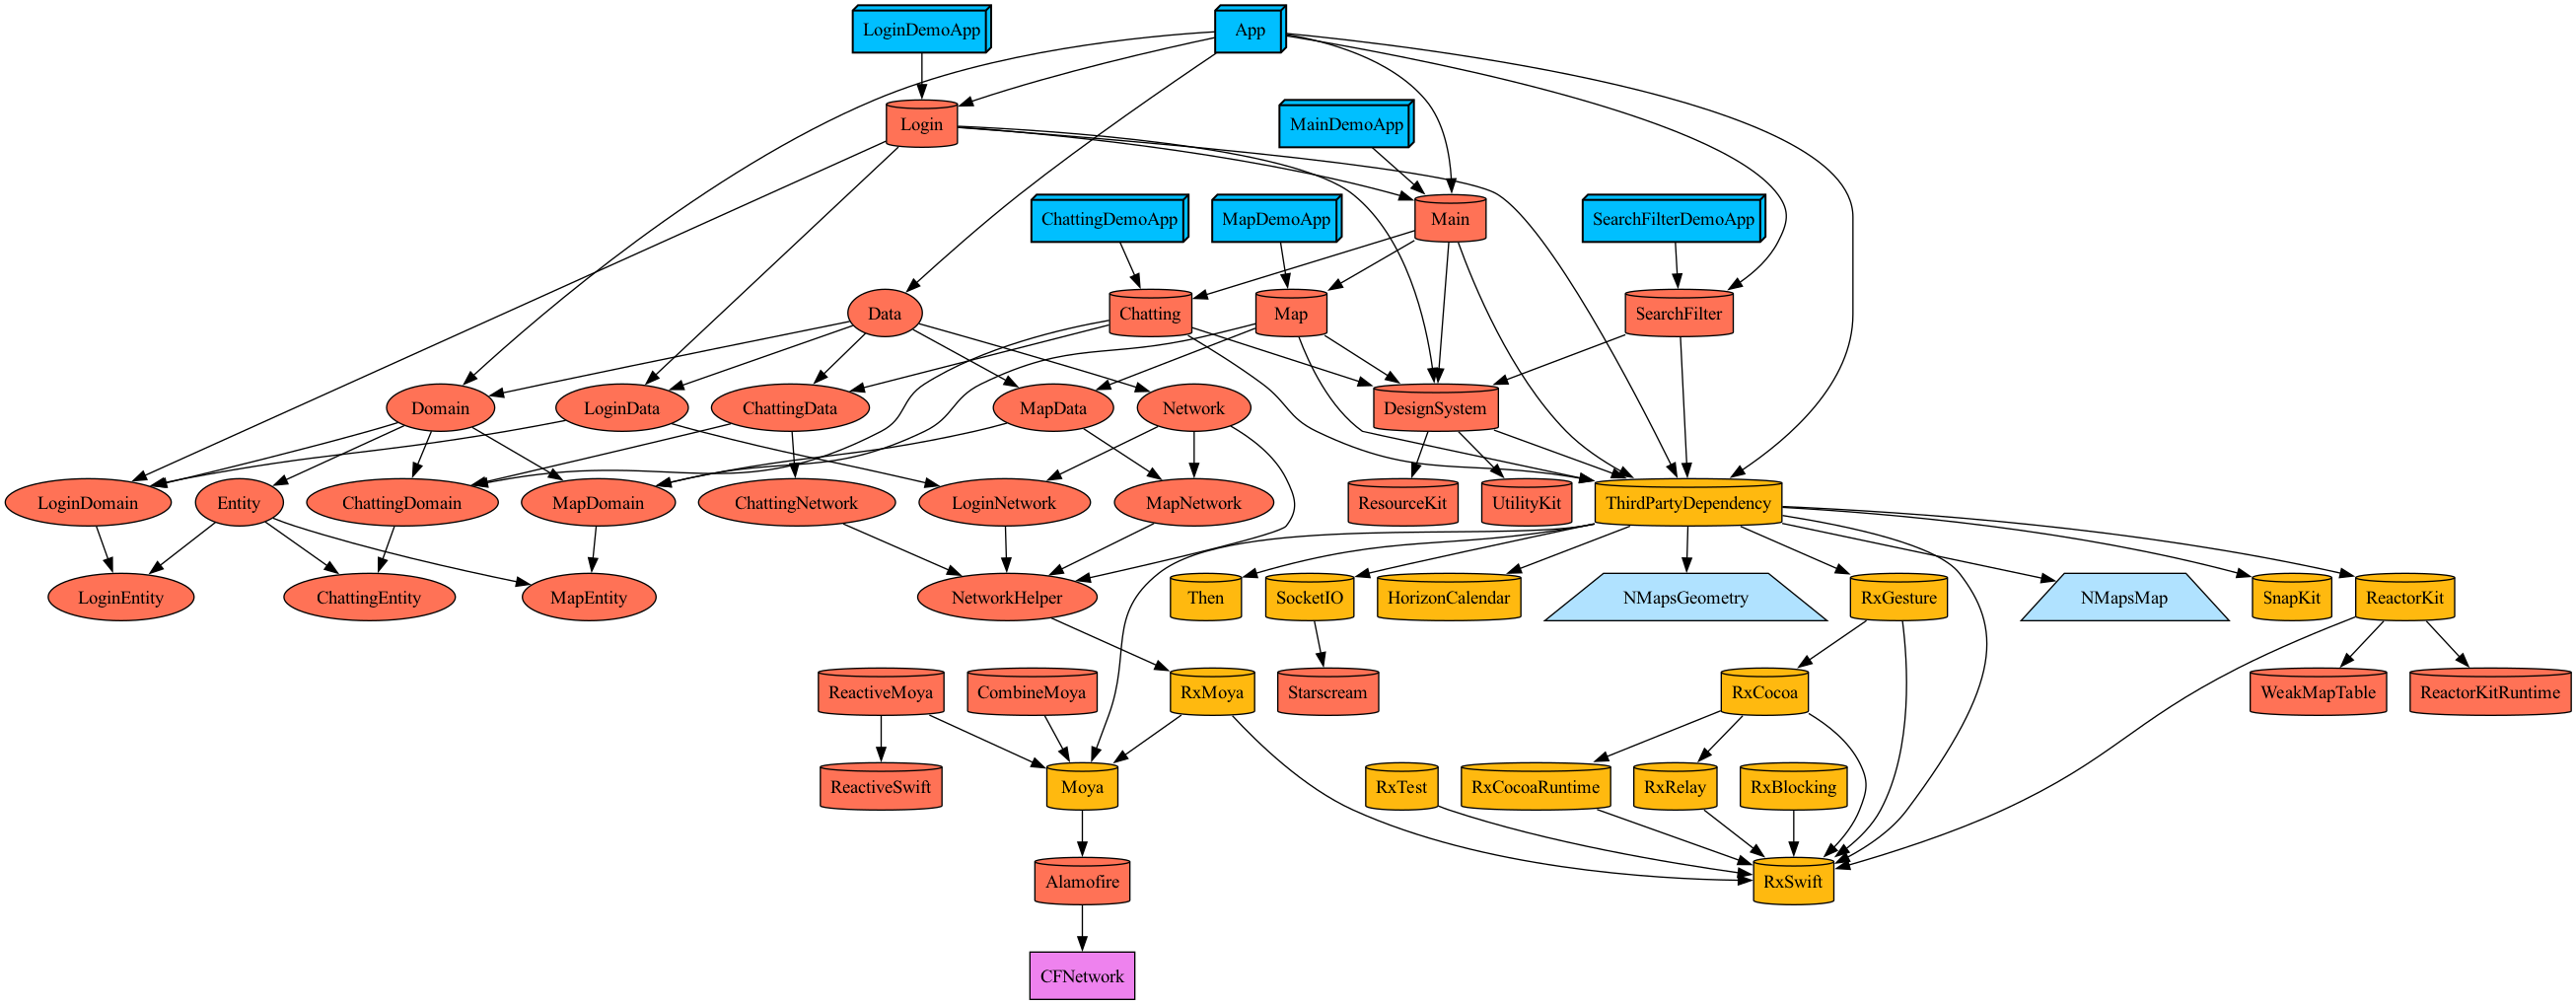 LoginDemoApp
App
Login
MainDemoApp
ChattingDemoApp
MapDemoApp
Main
SearchFilterDemoApp
Data
Chatting
Map
SearchFilter
Domain
LoginData
ChattingData
MapData
Network
DesignSystem
LoginDomain
Entity
ChattingDomain
MapDomain
ChattingNetwork
LoginNetwork
MapNetwork
ResourceKit
UtilityKit
ThirdPartyDependency
LoginEntity
ChattingEntity
MapEntity
NetworkHelper
Then
SocketIO
HorizonCalendar
NMapsGeometry
RxGesture
NMapsMap
SnapKit
ReactorKit
ReactiveMoya
CombineMoya
RxMoya
Starscream
RxCocoa
WeakMapTable
ReactorKitRuntime
ReactiveSwift
Moya
RxTest
RxCocoaRuntime
RxRelay
RxBlocking
Alamofire
RxSwift
CFNetwork